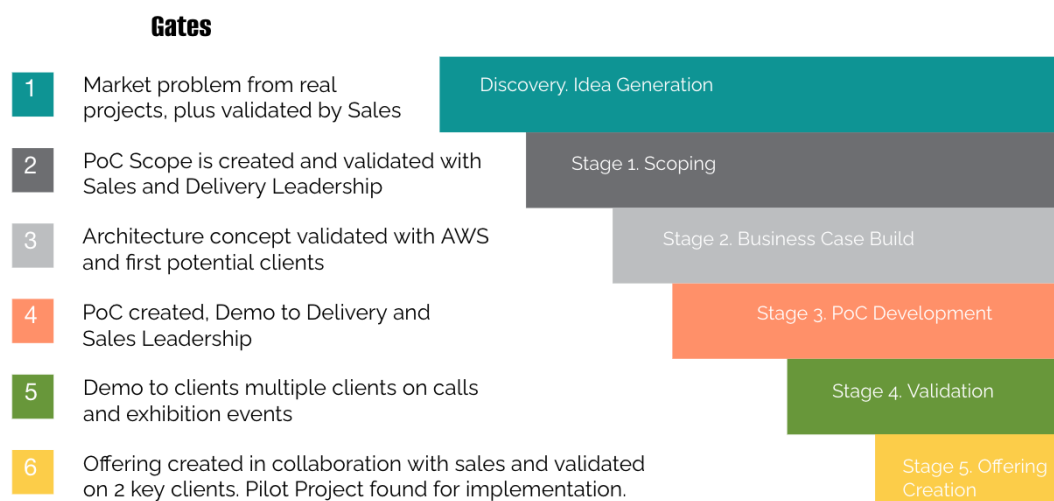 Gates
1
Market problem from real
projects, plus validated by Sales
Discovery. Idea Generation
2
PoC Scope is created and validated with
Sales and Delivery Leadership
Stage 1. Scoping
3
Architecture concept validated with AWS
and first potential clients
Stage 2. Business Case Build
4
PoC created, Demo to Delivery and
Sales Leadership
Stage 3. PoC Development
5
Demo to clients multiple clients on calls
and exhibition events
Stage 4. Validation
6
Offering created in collaboration with sales and validated
on 2 key clients. Pilot Project found for implementation.
Stage 5. Offering
Creation